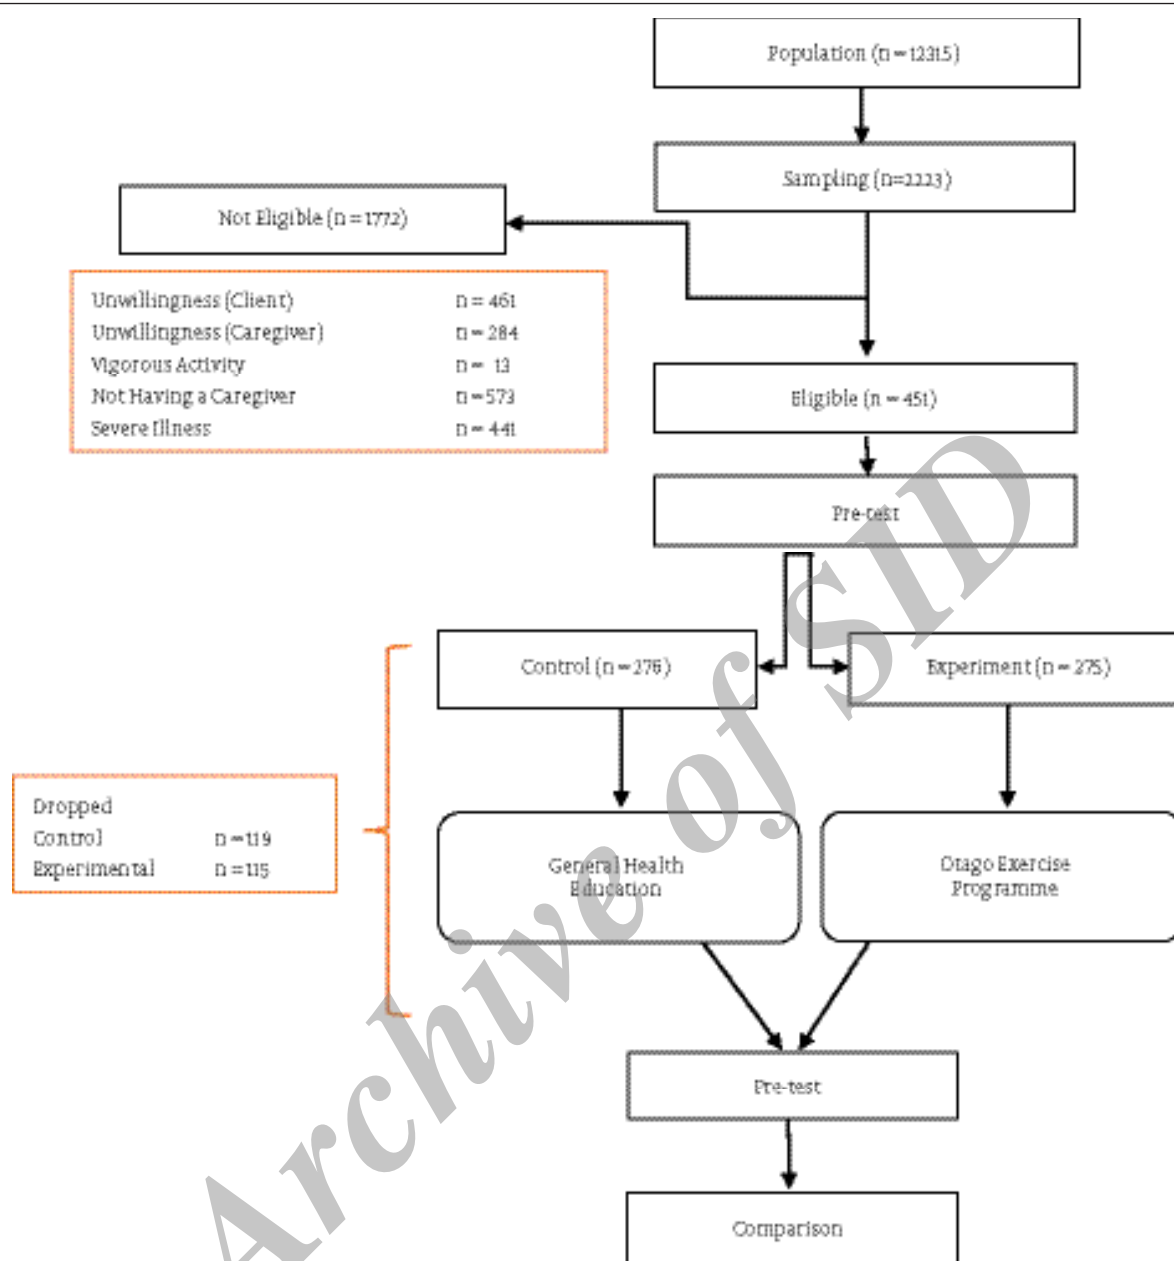 Population (n = 12315)
Sampling (n=2223)
Not Eligible (n = 1772)
Unwillingness (Client) n = 461
Unwillingness (Caregiver) n = 284
Vigorous Activity n = 13
Not Having a Caregiver n = 573
Severe Illness n = 441
Eligible (n = 451)
Pre-test
Control (n = 276)
Experiment (n = 275)
Dropped
Control n = 119
Experimental n = 115
General Health
Education
Otago Exercise
Programme
Pre-test
Comparison
Archive of SID